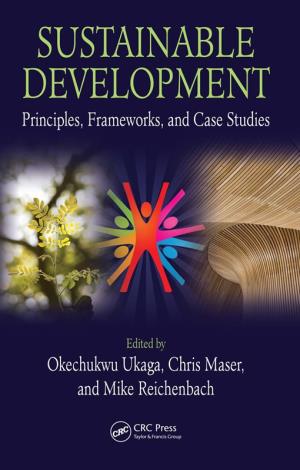 SUSTAINABLE
DEVELOPMENT
Principles, Frameworks, and Case Studies
Edited by
Okechukwu Ukaga, Chris Maser,
and Mike Reichenbach
CRC
CRC Press
Taylor & Francis Group